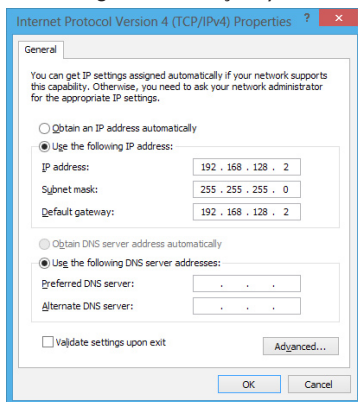 Internet Protocol Version 4 (TCP/IPv4) Properties ? ×
General
You can get IP settings assigned automatically if your network supports
this capability. Otherwise, you need to ask your network administrator
for the appropriate IP settings.
Obtain an IP address automatically
Use the following IP address:
IP address: 192 . 168 . 128 . 2
Subnet mask: 255 . 255 . 255 . 0
Default gateway: 192 . 168 . 128 . 2
Obtain DNS server address automatically
Use the following DNS server addresses:
Preferred DNS server: . . .
Alternate DNS server: . . .
Validate settings upon exit
Advanced...
OK Cancel